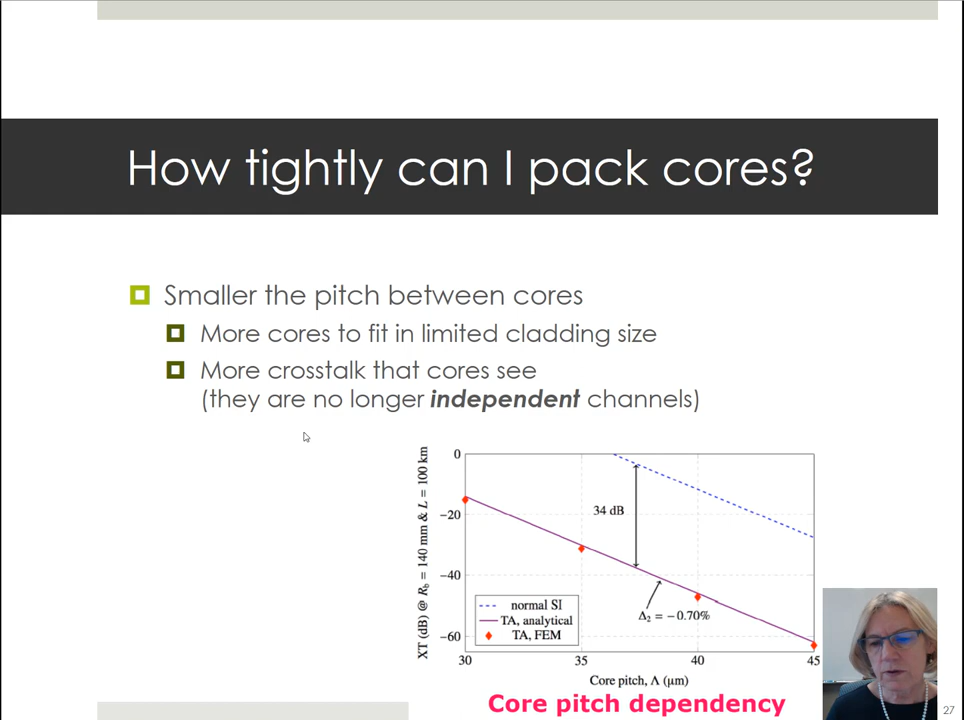 How tightly can I pack cores?
Smaller the pitch between cores
More cores to fit in limited cladding size
More crosstalk that cores see
(they are no longer independent channels)
XT (dB) @ R_b = 140 mm & L = 100 km
0
−20
−40
−60
34 dB
Δ₂ = −0.70%
normal SI
TA, analytical
TA, FEM
30
35
40
45
Core pitch, Λ (μm)
Core pitch dependency
27